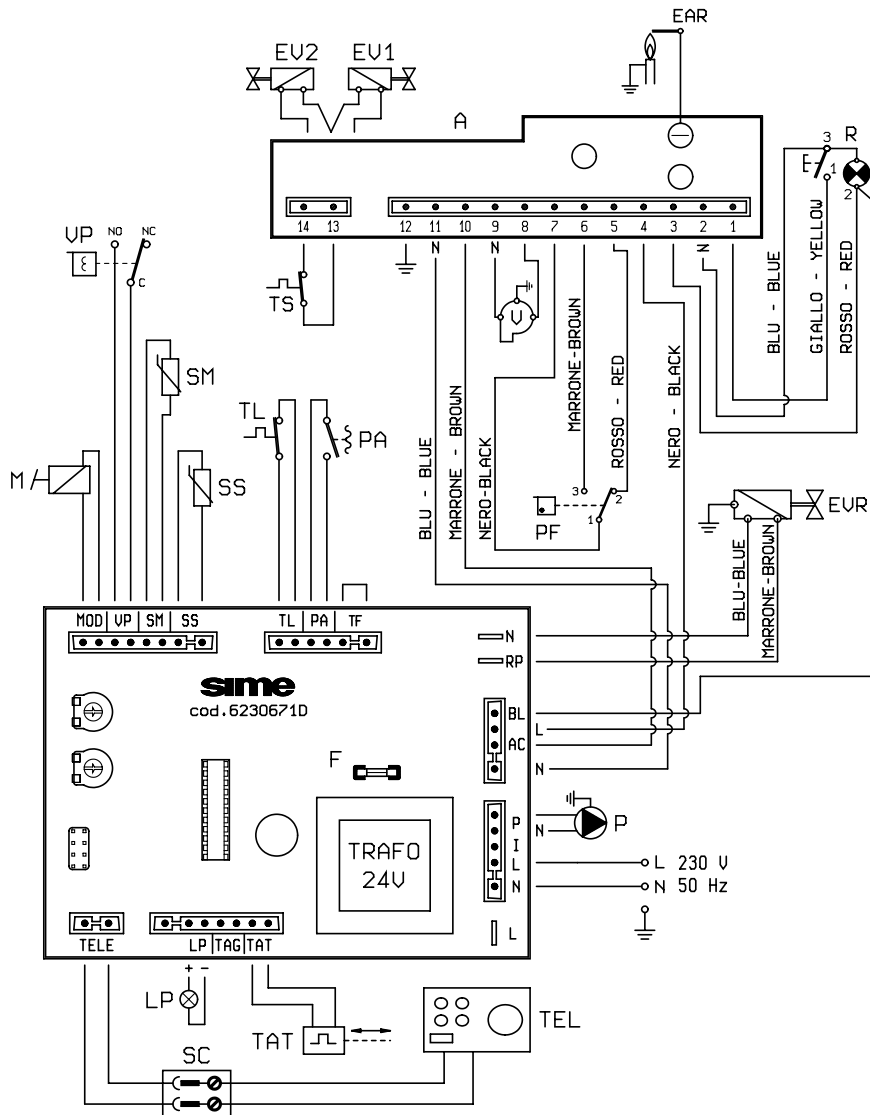 EAR
EV2 EV1
A
3 R
1
2
14 13 12 11 10 9 8 7 6 5 4 3 2 1
N N N
VP NO NC
C
TS
V
BLU - BLUE
GIALLO - YELLOW
ROSSO - RED
SM
TL
PA
MARRONE-BROWN
ROSSO - RED
NERO - BLACK
BLU - BLUE
MARRONE - BROWN
NERO-BLACK
M
SS
3 2
1
PF
EVR
BLU-BLUE
MARRONE-BROWN
MOD VP SM SS
TL PA TF
N
RP
sime
cod.6230671D
BL
L
AC
N
F
TRAFO
24V
P
N
I
L
N
P
L 230 V
N 50 Hz
L
TELE
LP TAG TAT
+ -
LP
TAT
TEL
SC